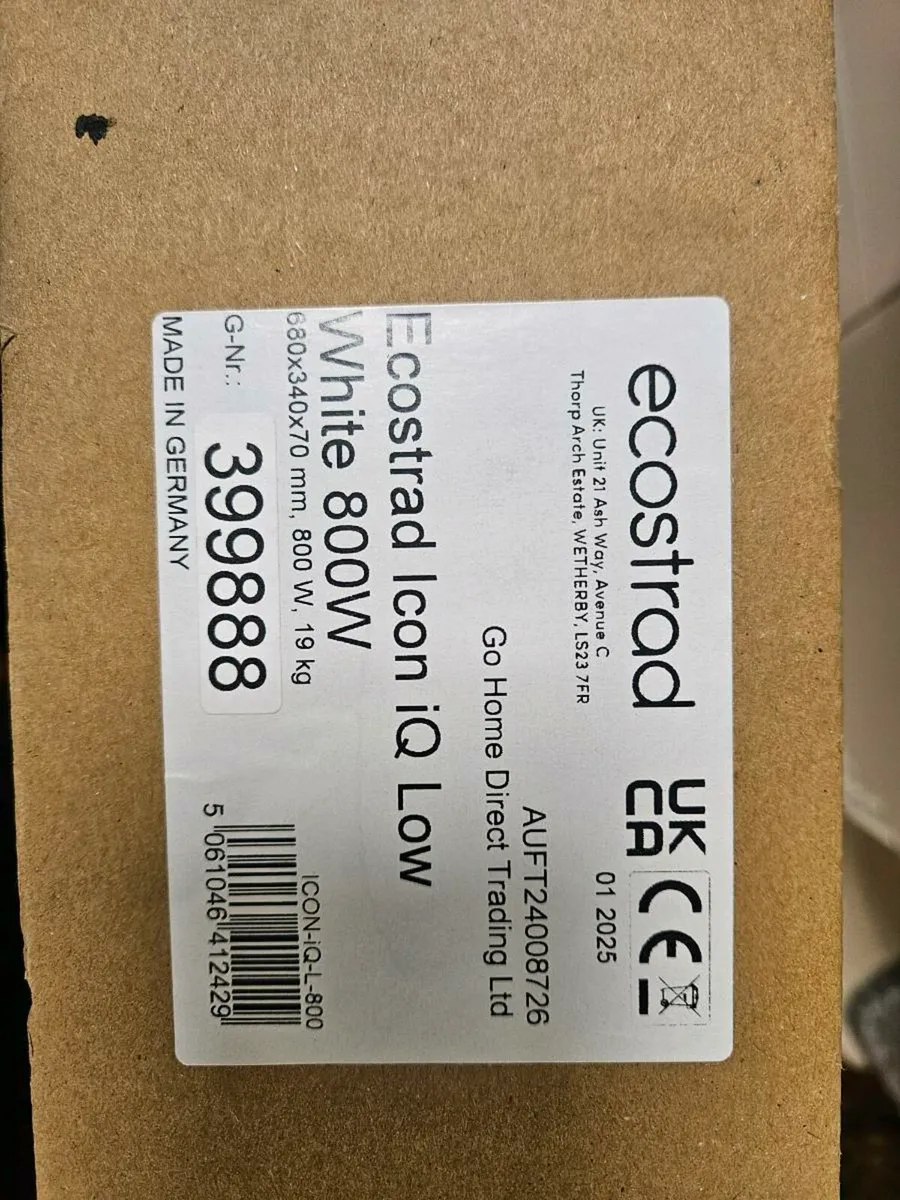 ecostrad
UK
CA
CE
UK: Unit 21 Ash Way, Avenue C
Thorp Arch Estate, WETHERBY, LS23 7FR
01 2025
AUFT24008726
Go Home Direct Trading Ltd
Ecostrad Icon iQ Low
White 800W
680x340x70 mm, 800 W, 19 kg
ICON-iQ-L-800
G-Nr.: 399888
5 061046 412429
MADE IN GERMANY